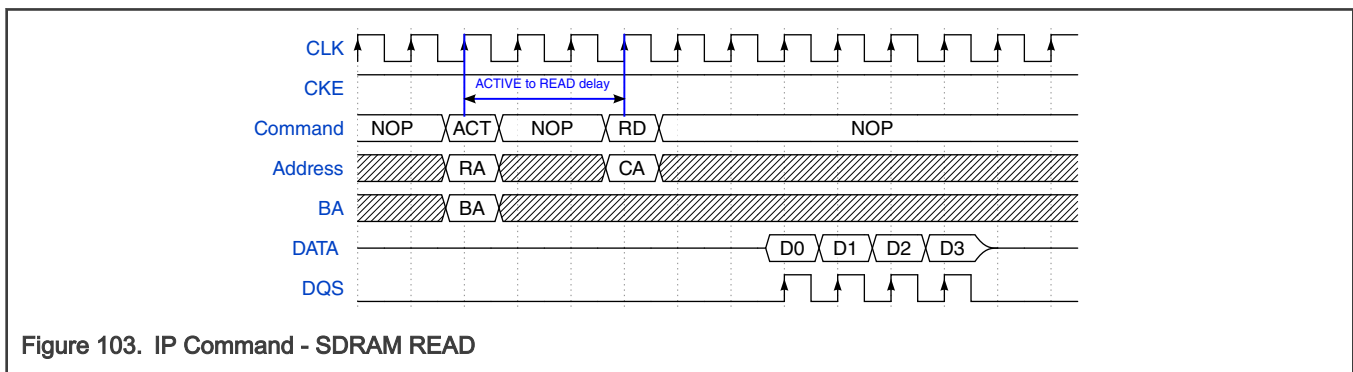 CLK
CKE
ACTIVE to READ delay
Command NOP ACT NOP RD NOP
Address RA CA
BA BA
DATA D0 D1 D2 D3
DQS
Figure 103. IP Command - SDRAM READ